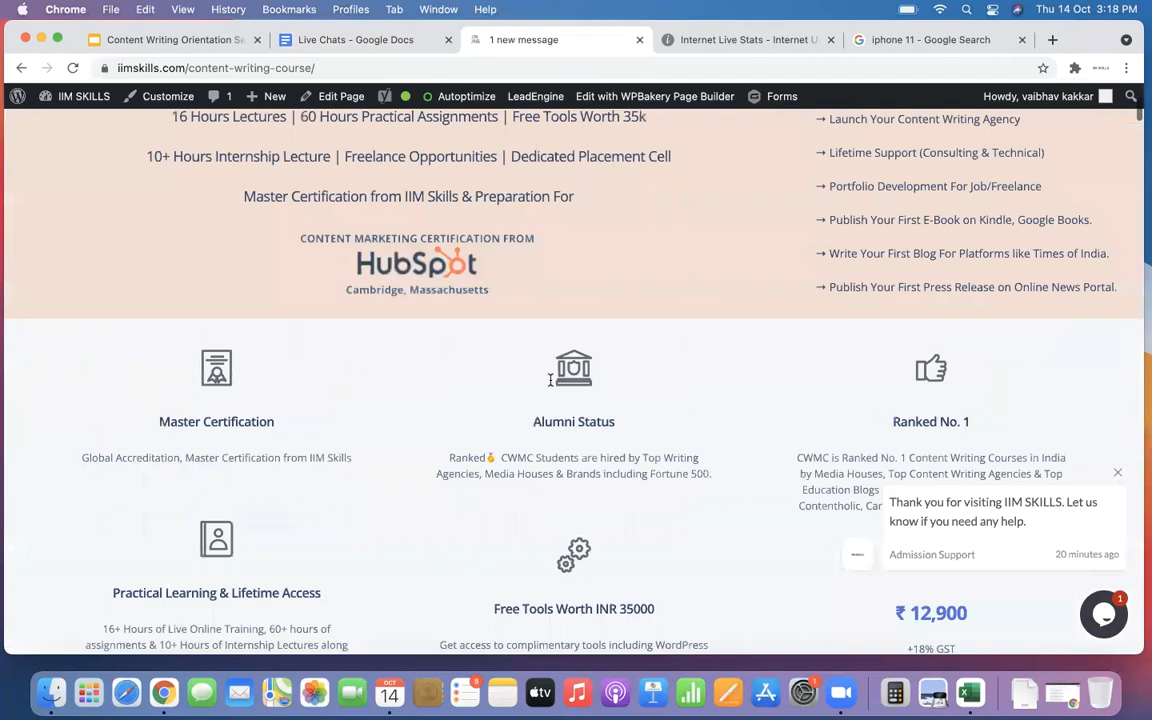 Chrome File Edit View History Bookmarks Profiles Tab Window Help Thu 14 Oct 3:18 PM
Content Writing Orientation Se
Live Chats - Google Docs
1 new message
Internet Live Stats - Internet U
iphone 11 - Google Search
iimskills.com/content-writing-course/
IIM SKILLS Customize 1 New Edit Page Autoptimize LeadEngine Edit with WPBakery Page Builder Forms Howdy, vaibhav kakkar
16 Hours Lectures | 60 Hours Practical Assignments | Free Tools Worth 35k
10+ Hours Internship Lecture | Freelance Opportunities | Dedicated Placement Cell
Master Certification from IIM Skills & Preparation For
CONTENT MARKETING CERTIFICATION FROM
HubSpot
Cambridge, Massachusetts
→ Launch Your Content Writing Agency
→ Lifetime Support (Consulting & Technical)
→ Portfolio Development For Job/Freelance
→ Publish Your First E-Book on Kindle, Google Books.
→ Write Your First Blog For Platforms like Times of India.
→ Publish Your First Press Release on Online News Portal.
Master Certification
Global Accreditation, Master Certification from IIM Skills
Alumni Status
Ranked🏅 CWMC Students are hired by Top Writing
Agencies, Media Houses & Brands including Fortune 500.
Ranked No. 1
CWMC is Ranked No. 1 Content Writing Courses in India
by Media Houses, Top Content Writing Agencies & Top
Education Blogs
Contentholic, Car
Thank you for visiting IIM SKILLS. Let us
know if you need any help.
Admission Support 20 minutes ago
Practical Learning & Lifetime Access
16+ Hours of Live Online Training, 60+ hours of
assignments & 10+ Hours of Internship Lectures along
Free Tools Worth INR 35000
Get access to complimentary tools including WordPress
₹ 12,900
+18% GST
1
OCT
14
8
tv
1